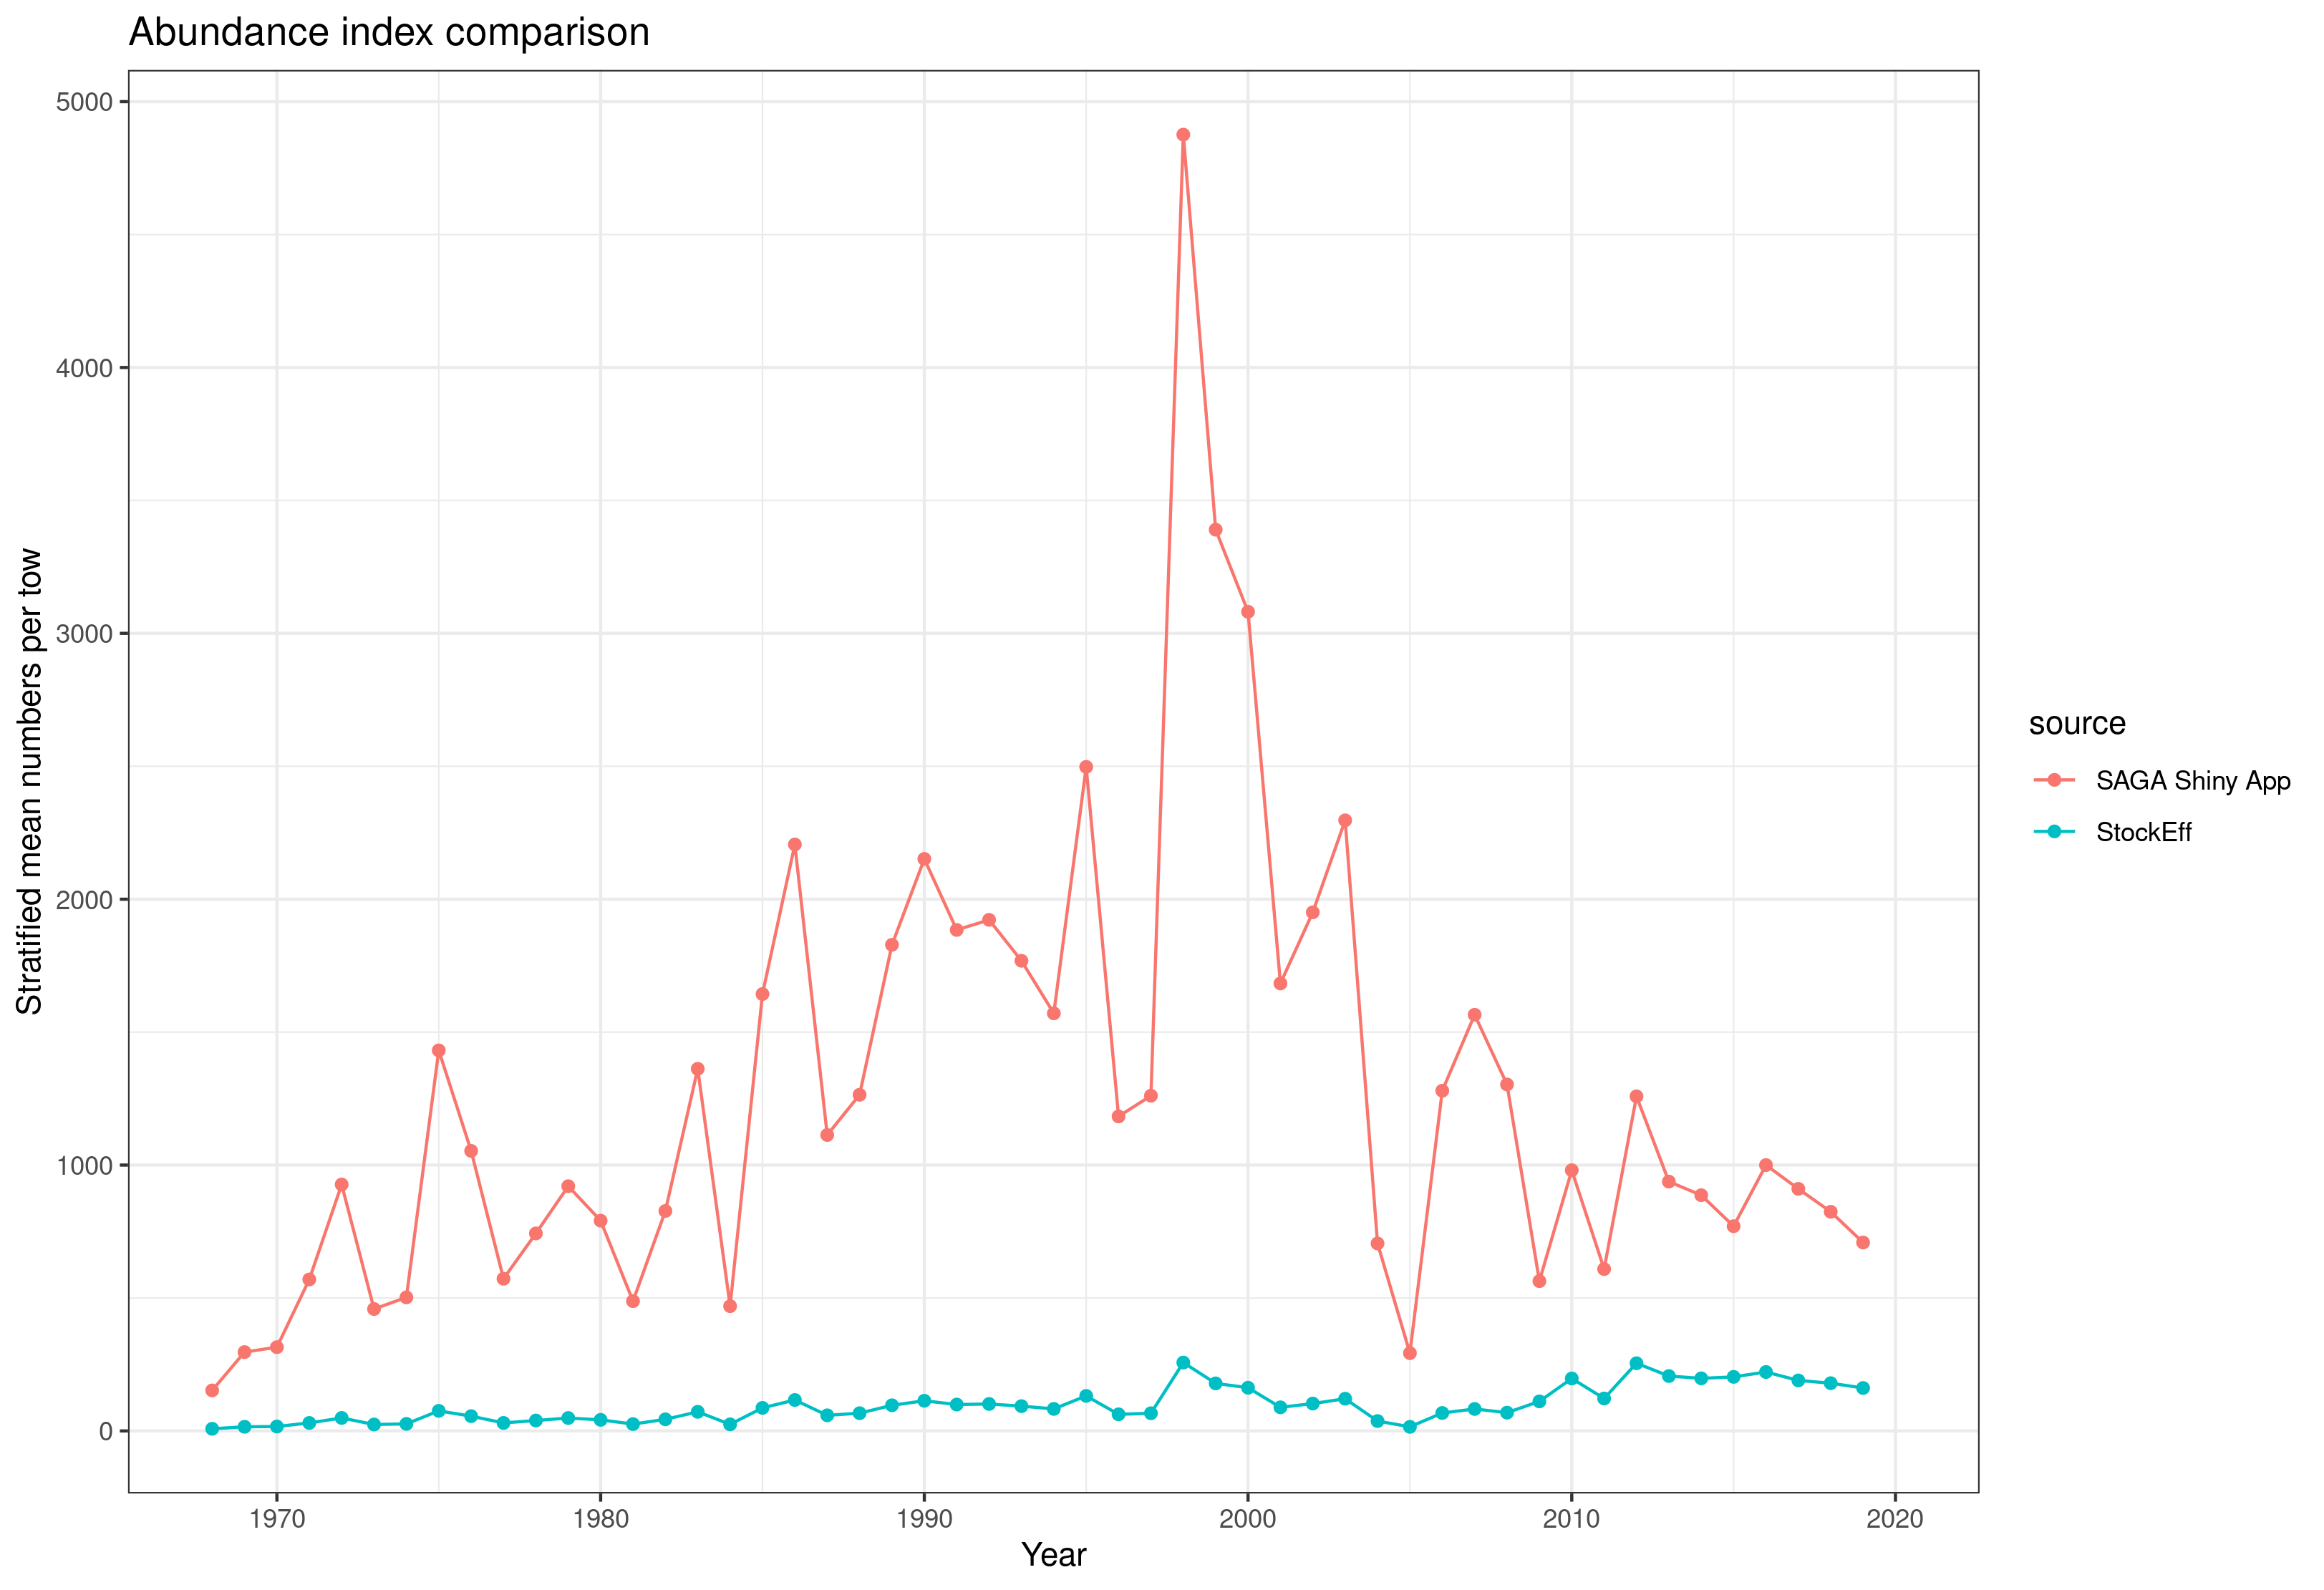 Abundance index comparison
5000
4000
3000
2000
1000
0
Stratified mean numbers per tow
1970 1980 1990 2000 2010 2020
Year
source
SAGA Shiny App
StockEff